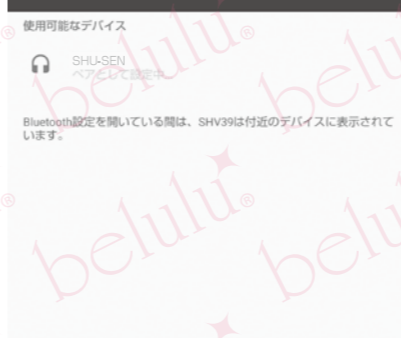 使用可能なデバイス
SHU-SEN
ペアとして設定中...
Bluetooth設定を開いている間は、SHV39は付近のデバイスに表示されて
います。
belulu®
belulu®
belulu®
belulu